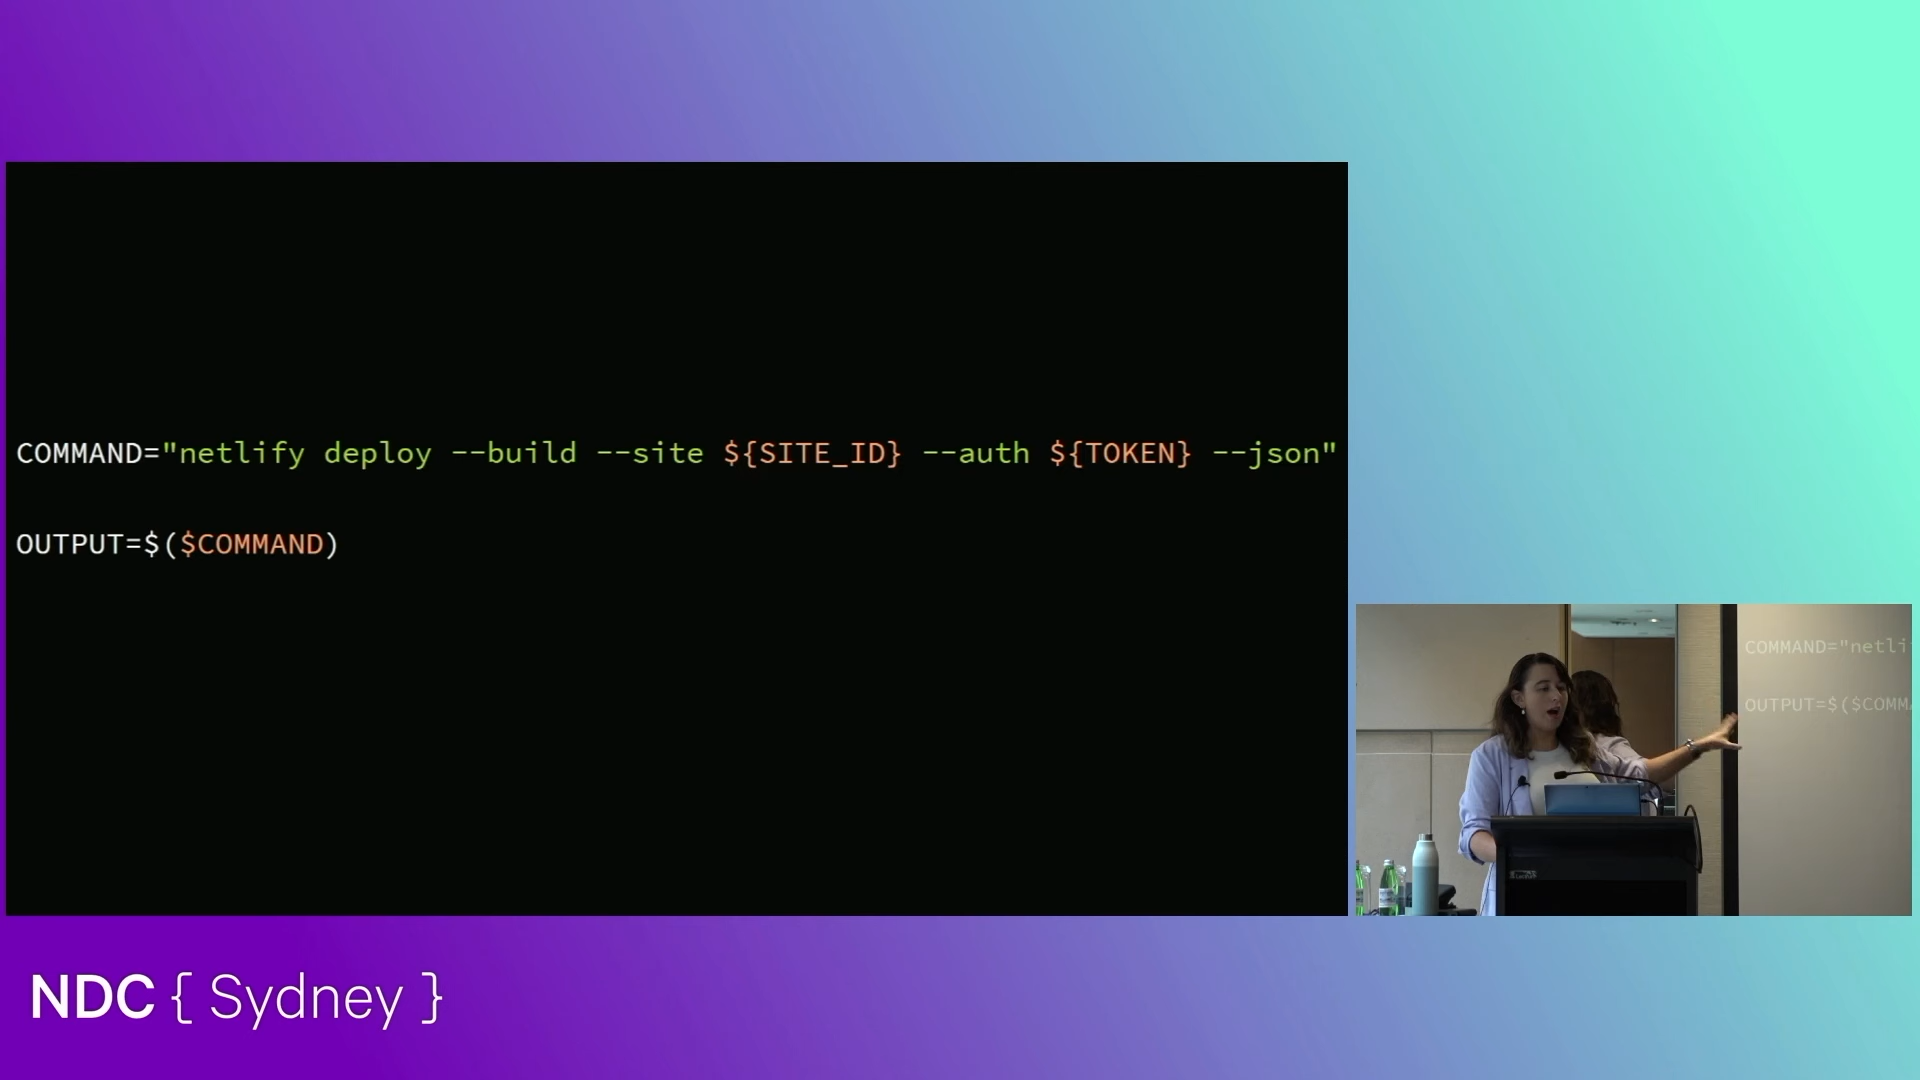 COMMAND="netlify deploy --build --site ${SITE_ID} --auth ${TOKEN} --json"
OUTPUT=$($COMMAND)
COMMAND="netli
OUTPUT=$($COMM
NDC { Sydney }